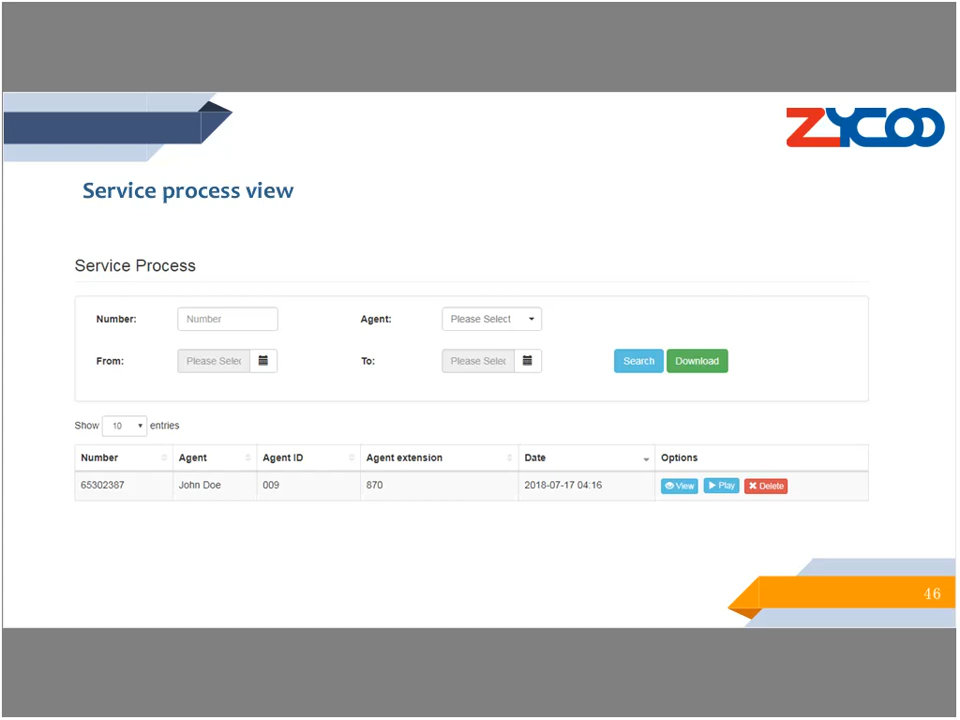 ZYCOO
Service process view
Service Process
Number: Number Agent: Please Select
From: Please Selec To: Please Selec Search Download
Show 10 entries
Number Agent Agent ID Agent extension Date Options
65302387 John Doe 009 870 2018-07-17 04:16 View Play Delete
46